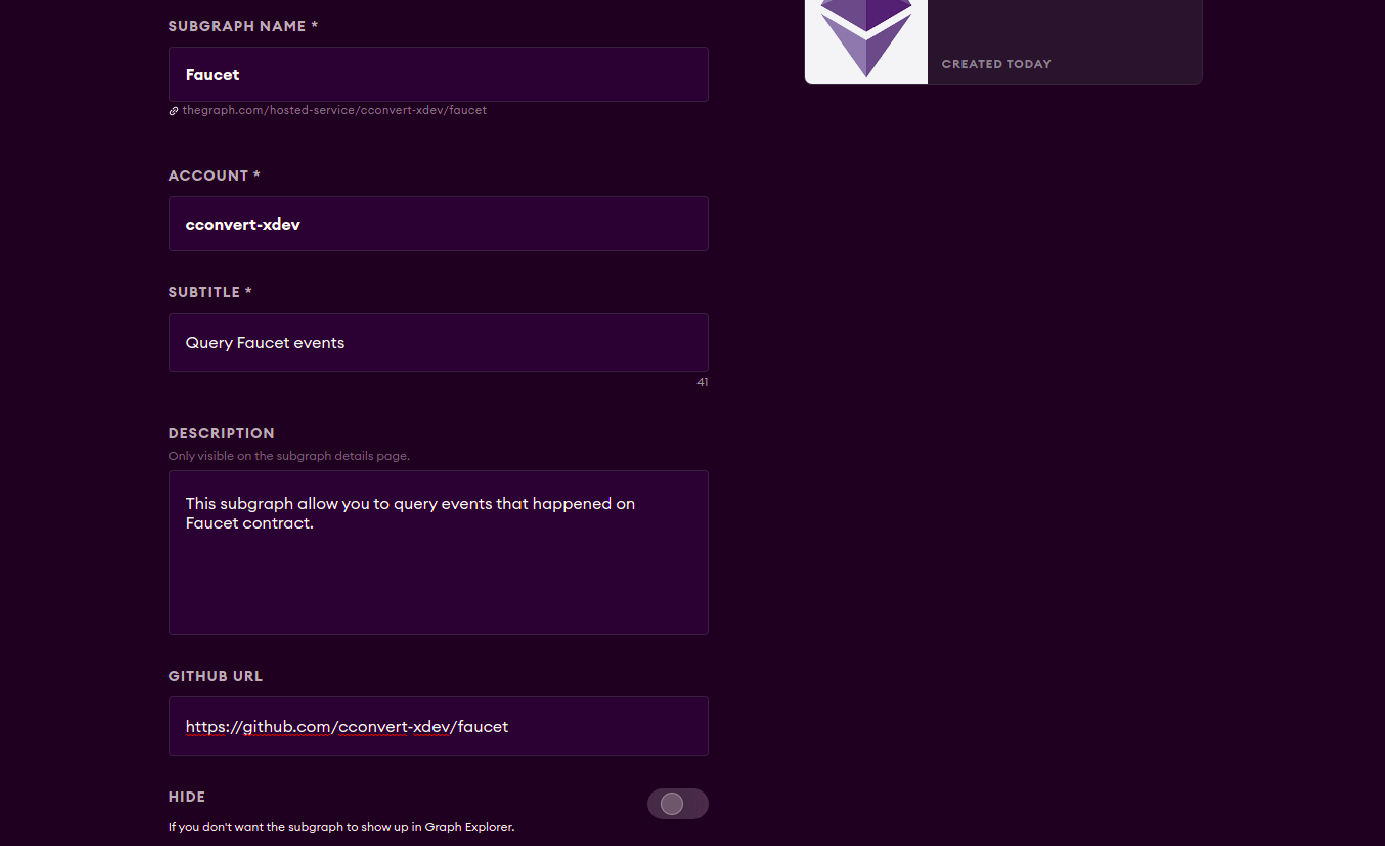 SUBGRAPH NAME *
Faucet
thegraph.com/hosted-service/cconvert-xdev/faucet
CREATED TODAY
ACCOUNT *
cconvert-xdev
SUBTITLE *
Query Faucet events
41
DESCRIPTION
Only visible on the subgraph details page.
This subgraph allow you to query events that happened on
Faucet contract.
GITHUB URL
https://github.com/cconvert-xdev/faucet
HIDE
If you don't want the subgraph to show up in Graph Explorer.